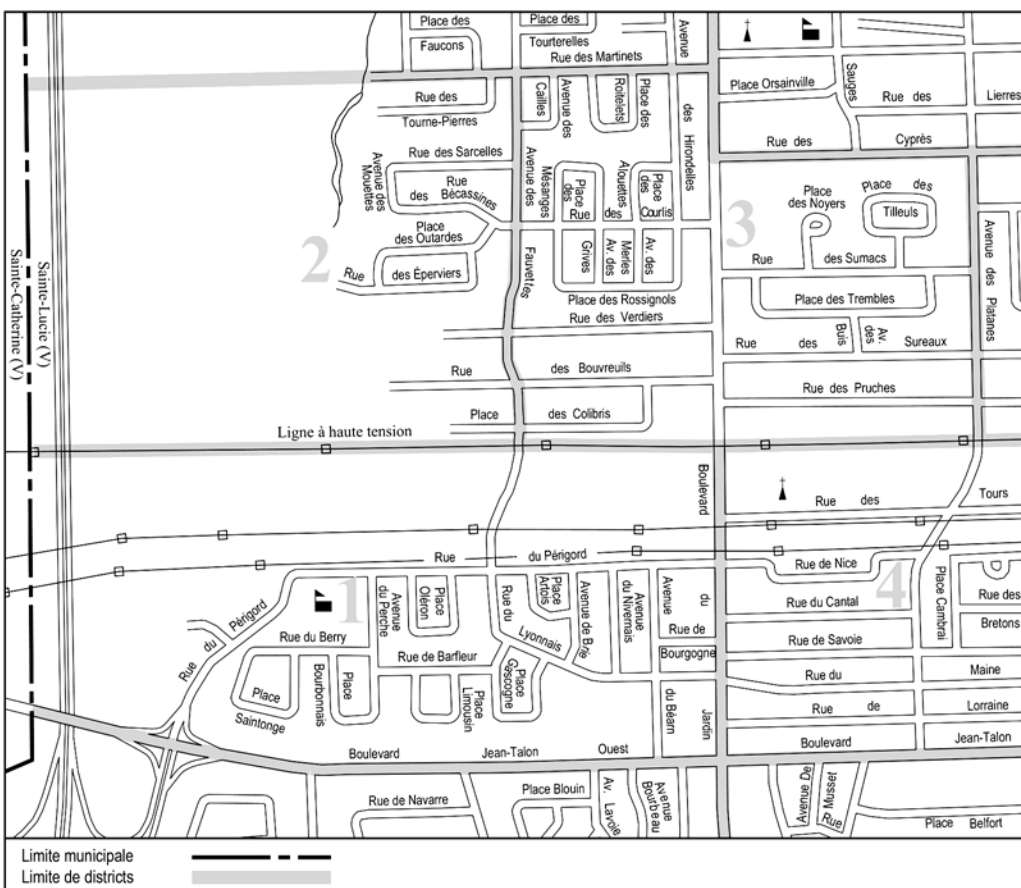 Place des
Faucons
Place des
Tourterelles
Rue des Martinets
Avenue
des Hirondelles
Place Orsainville
Sauges
Rue des
Lierres
Rue des
Tourne-Pierres
Cailles
Avenue des
Roitelets
Place des
Rue des
Cyprès
Rue des Sarcelles
Avenue des
Mouettes
Rue
des Bécassines
Avenue des
Mésanges
Place
des
Rue
des
Alouettes
Place
des
Courlis
Place
des Noyers
Place des
Tilleuls
3
Place
des Outardes
2
Rue
des Éperviers
Fauvettes
Grives
Av. des
Merles
Av. des
Rue
des Sumacs
Avenue des Platanes
Sainte-Catherine (V)
Sainte-Lucie (V)
Place des Rossignols
Rue des Verdiers
Place des Trembles
Rue des
Buis
Av.
des
Sureaux
Rue
des Bouvreuils
Rue des Pruches
Place
des Colibris
Ligne à haute tension
Boulevard
Rue des
Tours
Rue
du Périgord
Rue de Nice
1
4
Rue du Périgord
Avenue
du Perche
Place
Oléron
Rue du
Lyonnais
Place
Artois
Avenue de Brie
Avenue
du Nivernais
Avenue
du Béarn
du
Jardin
Rue du Cantal
Place Cambrai
Rue des
Bretons
Rue du Berry
Rue de
Bourgogne
Rue de Savoie
Rue de Barfleur
Place
Saintonge
Bourbonnais
Place
Place
Limousin
Place
Gascogne
Rue du
Maine
Rue de
Lorraine
Boulevard
Jean-Talon
Ouest
Boulevard
Jean-Talon
Rue de Navarre
Place Blouin
Av. Lavoie
Avenue
Bourbeau
Avenue
De
Musset
Rue
Place Belfort
Limite municipale
Limite de districts